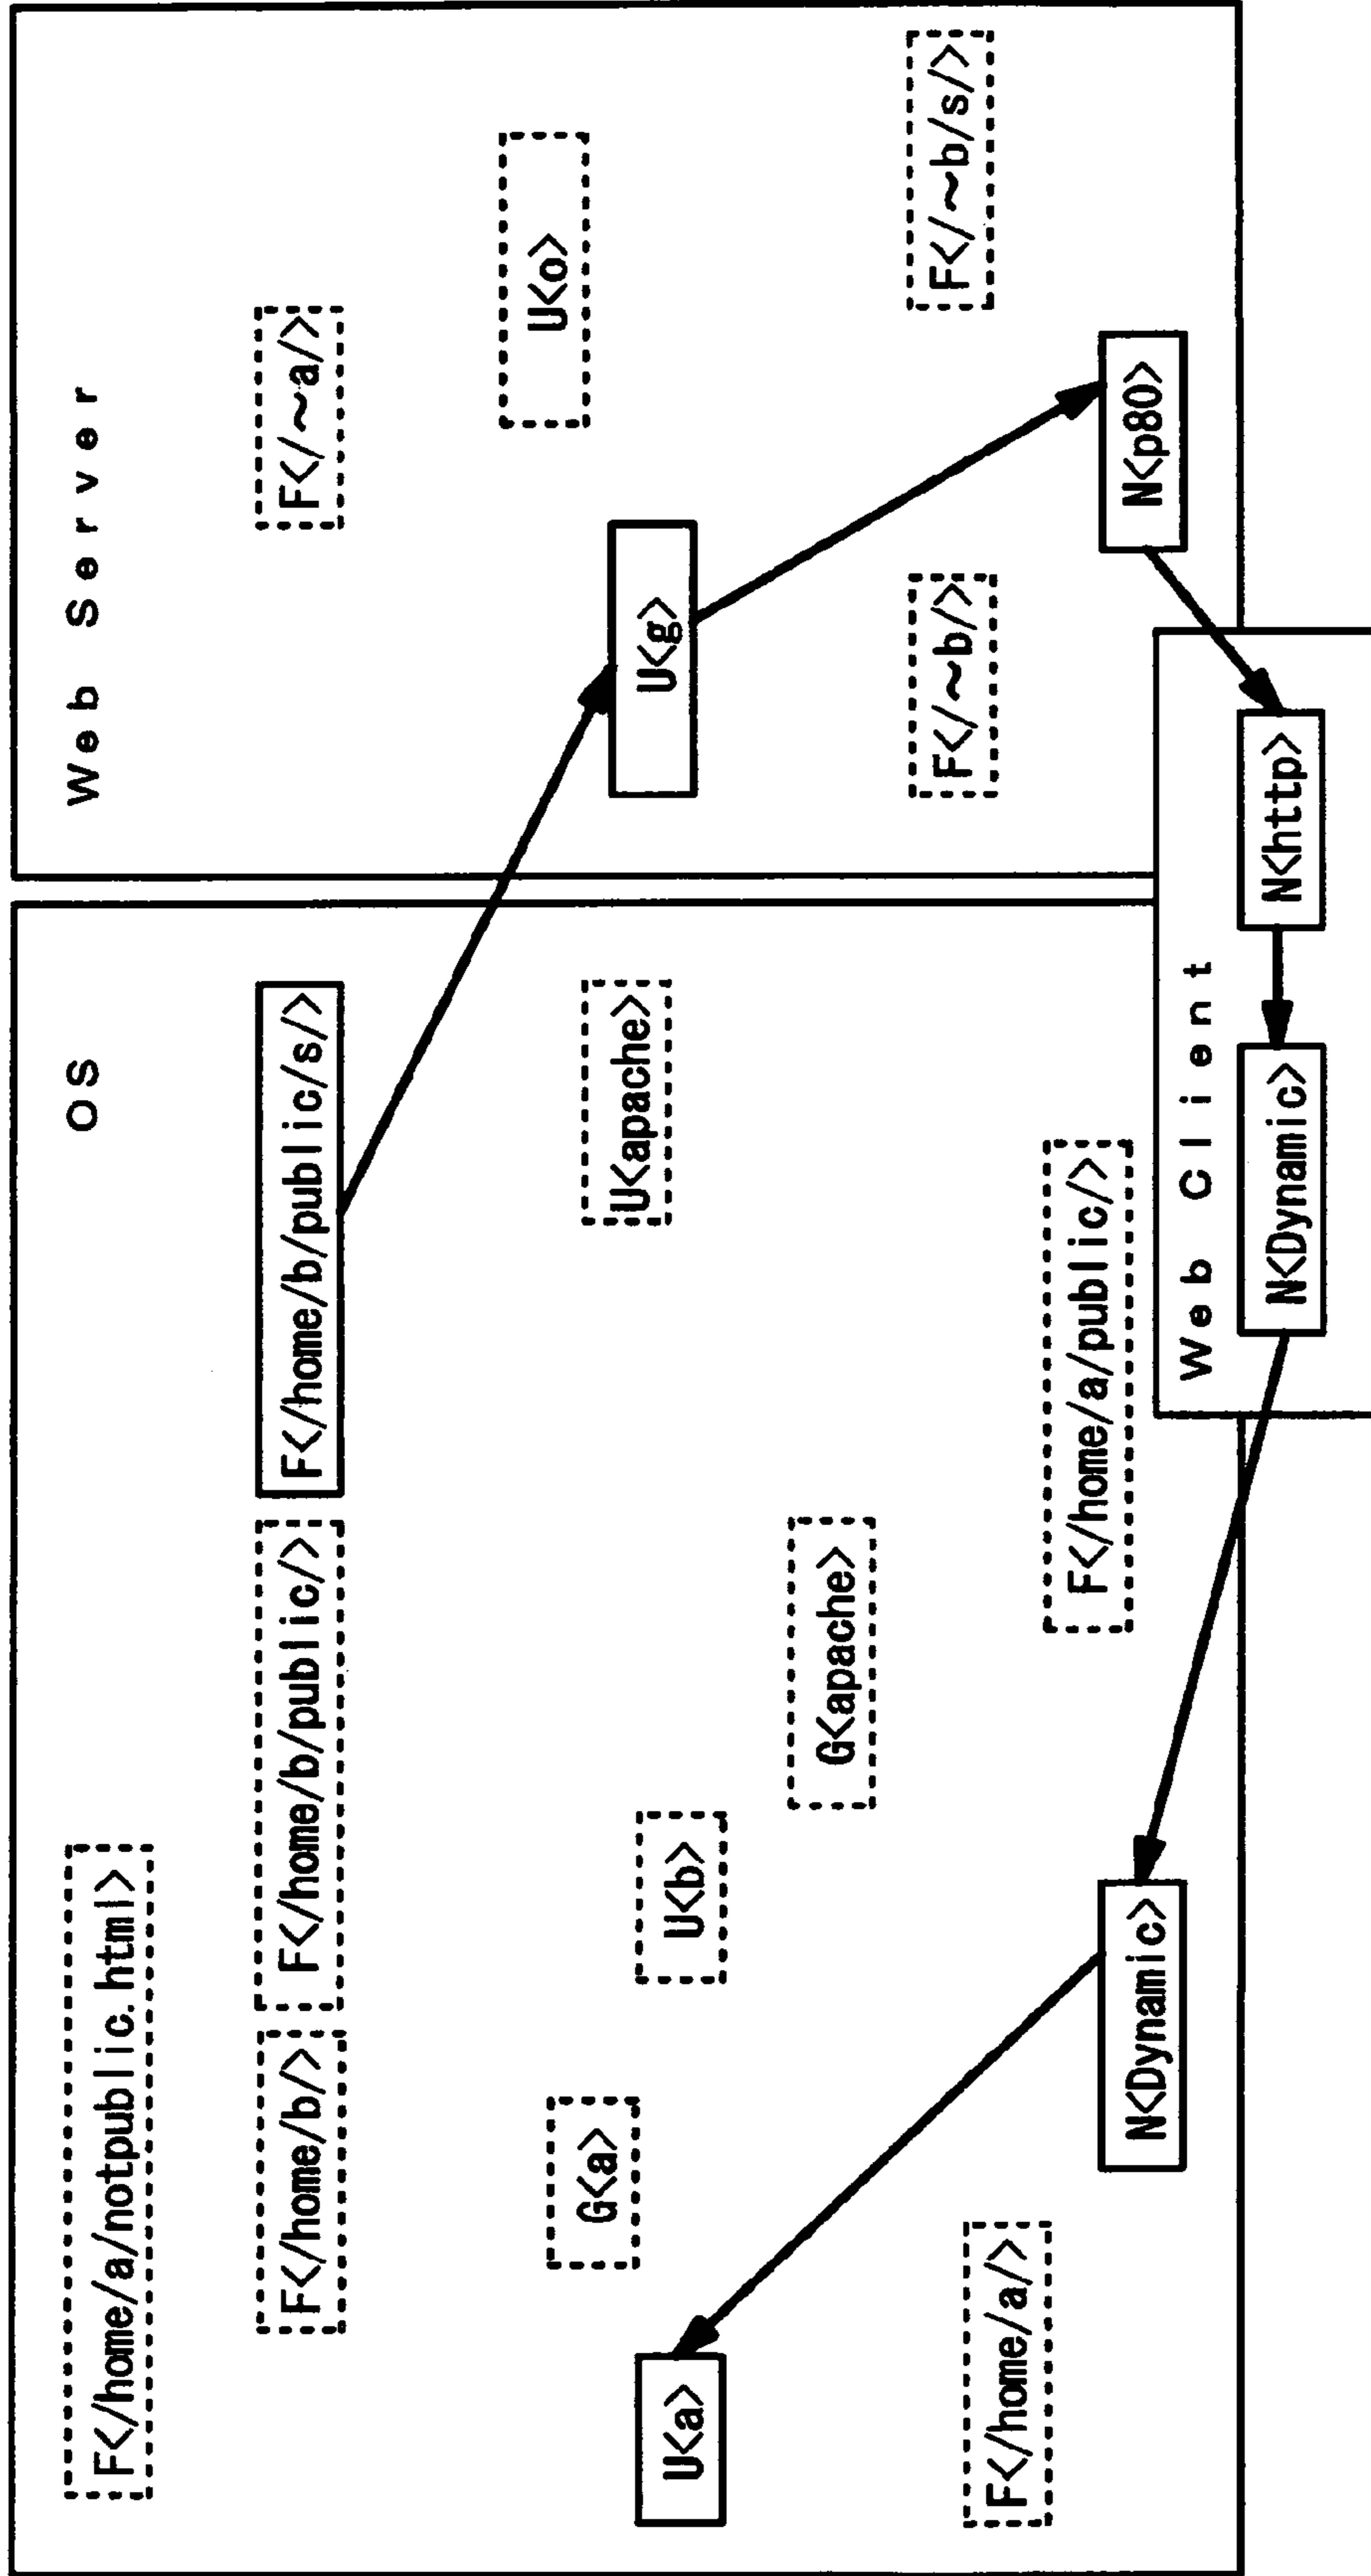 OS
Web Server
F</home/a/notpublic.html>
F</home/b/>
F</home/b/public/>
F</home/b/public/s/>
F</~a/>
U<o>
G<a>
U<apache>
U<g>
U<a>
U<b>
G<apache>
F</~b/>
F</~b/s/>
F</home/a/>
F</home/a/public/>
N<Dynamic>
N<p80>
Web Client
N<Dynamic>
N<http>